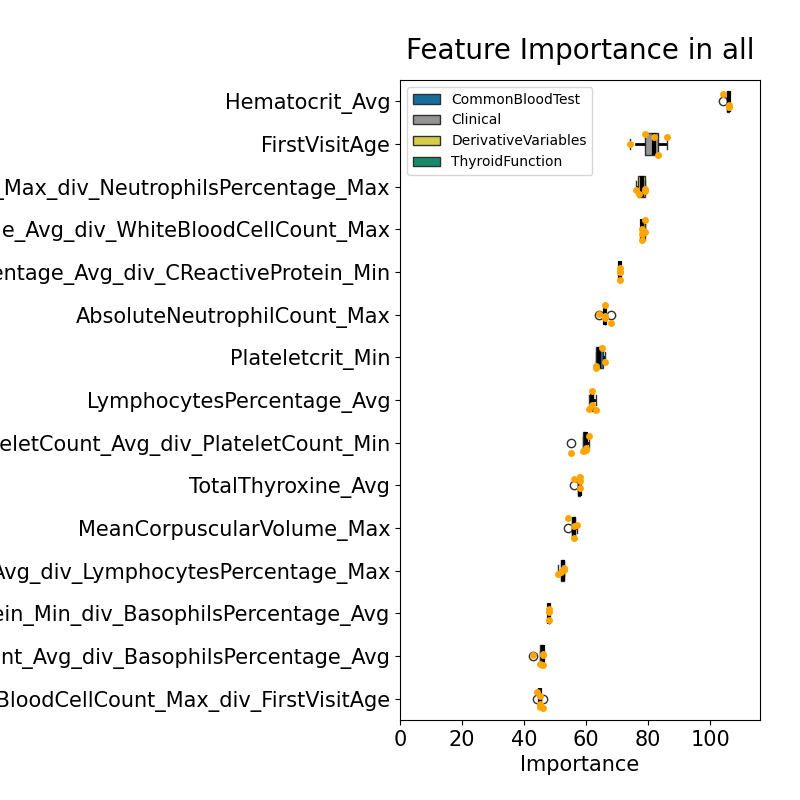 Feature Importance in all
Hematocrit_Avg
FirstVisitAge
_Max_div_NeutrophilsPercentage_Max
e_Avg_div_WhiteBloodCellCount_Max
entage_Avg_div_CReactiveProtein_Min
AbsoluteNeutrophilCount_Max
Plateletcrit_Min
LymphocytesPercentage_Avg
eletCount_Avg_div_PlateletCount_Min
TotalThyroxine_Avg
MeanCorpuscularVolume_Max
Avg_div_LymphocytesPercentage_Max
ein_Min_div_BasophilsPercentage_Avg
nt_Avg_div_BasophilsPercentage_Avg
BloodCellCount_Max_div_FirstVisitAge
CommonBloodTest
Clinical
DerivativeVariables
ThyroidFunction
0 20 40 60 80 100
Importance